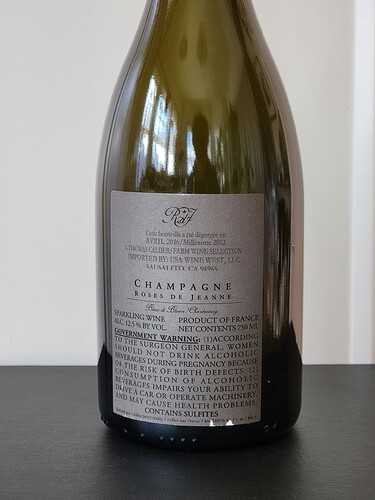 RJ
Cette bouteille a été dégorgée en:
AVRIL 2016/Millésime 2012
THOMAS CALDER/FARM WINE SELECTION
IMPORTED BY: USA WINE WEST, LLC.
SAUSALITO, CA 94965
CHAMPAGNE
ROSES DE JEANNE
Blanc de Blancs, Chardonnay
SPARKLING WINE PRODUCT OF FRANCE
ALC 12.5 % BY VOL. NET CONTENTS 750 ML
GOVERNMENT WARNING: (1)ACCORDING
TO THE SURGEON GENERAL, WOMEN
SHOULD NOT DRINK ALCOHOLIC
BEVERAGES DURING PREGNANCY BECAUSE
OF THE RISK OF BIRTH DEFECTS. (2)
CONSUMPTION OF ALCOHOLIC
BEVERAGES IMPAIRS YOUR ABILITY TO
DRIVE A CAR OR OPERATE MACHINERY,
AND MAY CAUSE HEALTH PROBLEMS.
CONTAINS SULFITES